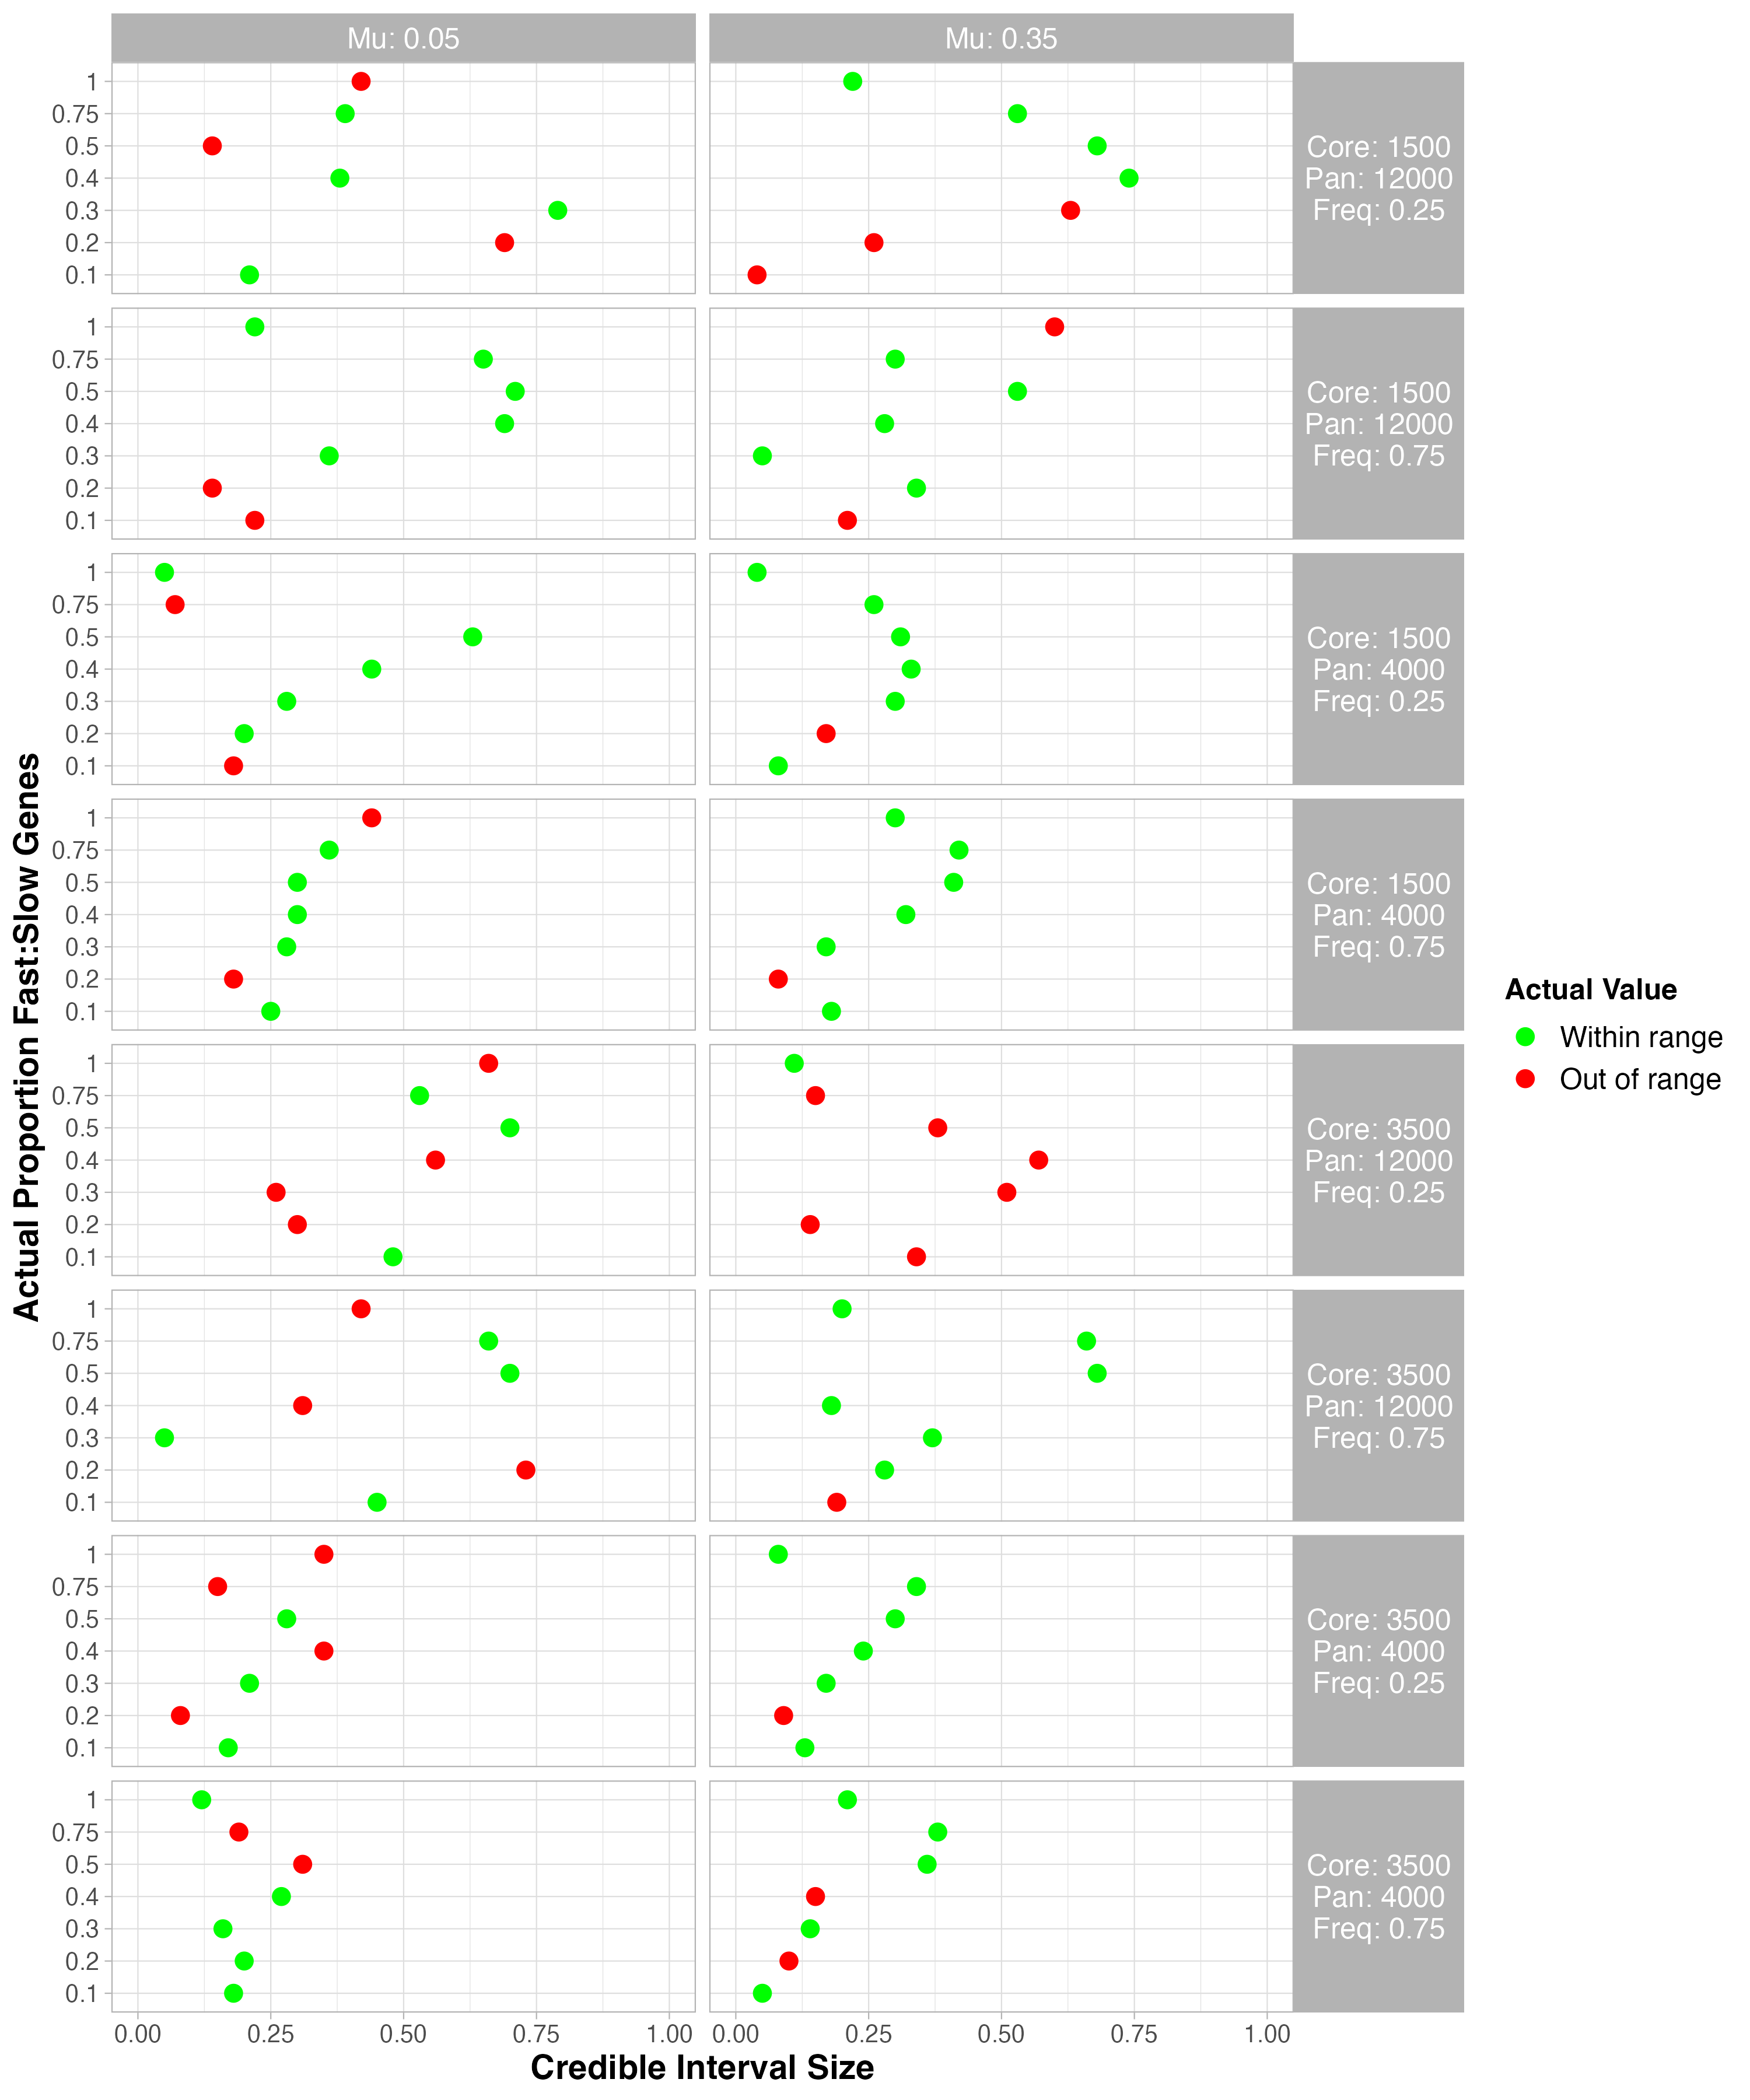 Mu: 0.05
Mu: 0.35
1
0.75
0.5
0.4
0.3
0.2
0.1
Core: 1500
Pan: 12000
Freq: 0.25
1
0.75
0.5
0.4
0.3
0.2
0.1
Core: 1500
Pan: 12000
Freq: 0.75
1
0.75
0.5
0.4
0.3
0.2
0.1
Core: 1500
Pan: 4000
Freq: 0.25
1
0.75
0.5
0.4
0.3
0.2
0.1
Core: 1500
Pan: 4000
Freq: 0.75
1
0.75
0.5
0.4
0.3
0.2
0.1
Core: 3500
Pan: 12000
Freq: 0.25
1
0.75
0.5
0.4
0.3
0.2
0.1
Core: 3500
Pan: 12000
Freq: 0.75
1
0.75
0.5
0.4
0.3
0.2
0.1
Core: 3500
Pan: 4000
Freq: 0.25
1
0.75
0.5
0.4
0.3
0.2
0.1
Core: 3500
Pan: 4000
Freq: 0.75
0.00 0.25 0.50 0.75 1.00
0.00 0.25 0.50 0.75 1.00
Credible Interval Size
Actual Proportion Fast:Slow Genes
Actual Value
Within range
Out of range